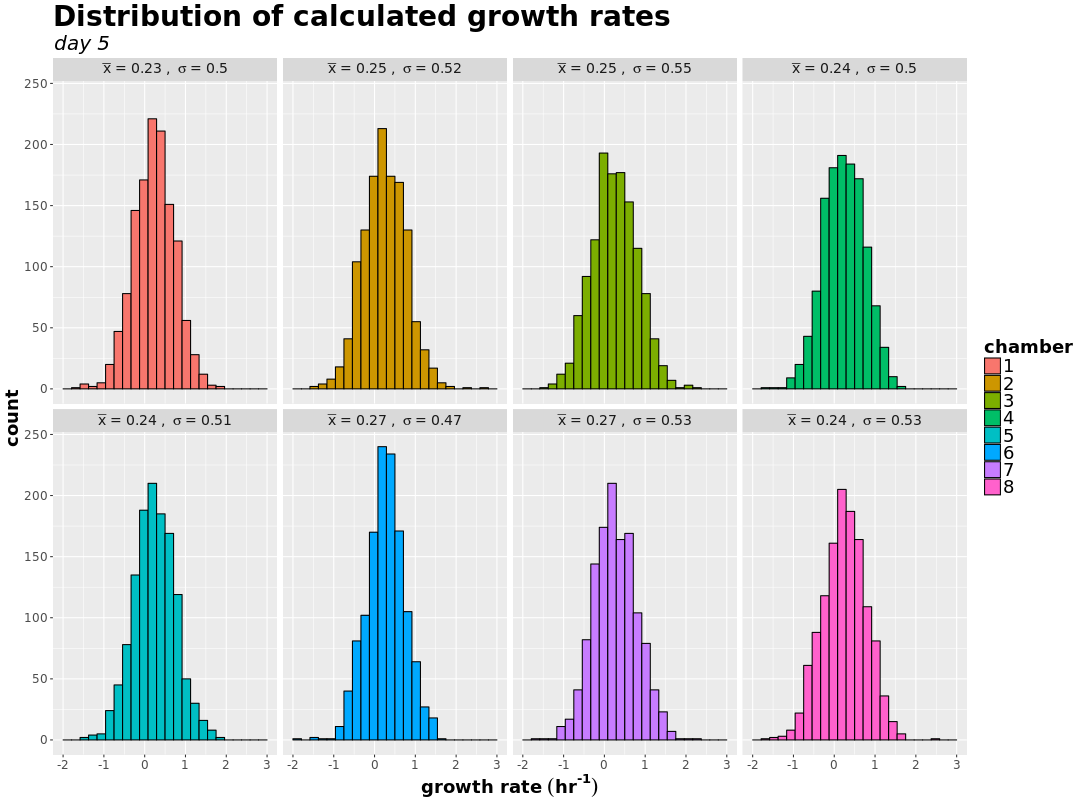 Distribution of calculated growth rates
day 5
x̅ = 0.23 , σ = 0.5
x̅ = 0.25 , σ = 0.52
x̅ = 0.25 , σ = 0.55
x̅ = 0.24 , σ = 0.5
250
200
150
100
50
0
count
x̅ = 0.24 , σ = 0.51
x̅ = 0.27 , σ = 0.47
x̅ = 0.27 , σ = 0.53
x̅ = 0.24 , σ = 0.53
250
200
150
100
50
0
-2 -1 0 1 2 3
-2 -1 0 1 2 3
-2 -1 0 1 2 3
-2 -1 0 1 2 3
growth rate (hr⁻¹)
chamber
1
2
3
4
5
6
7
8